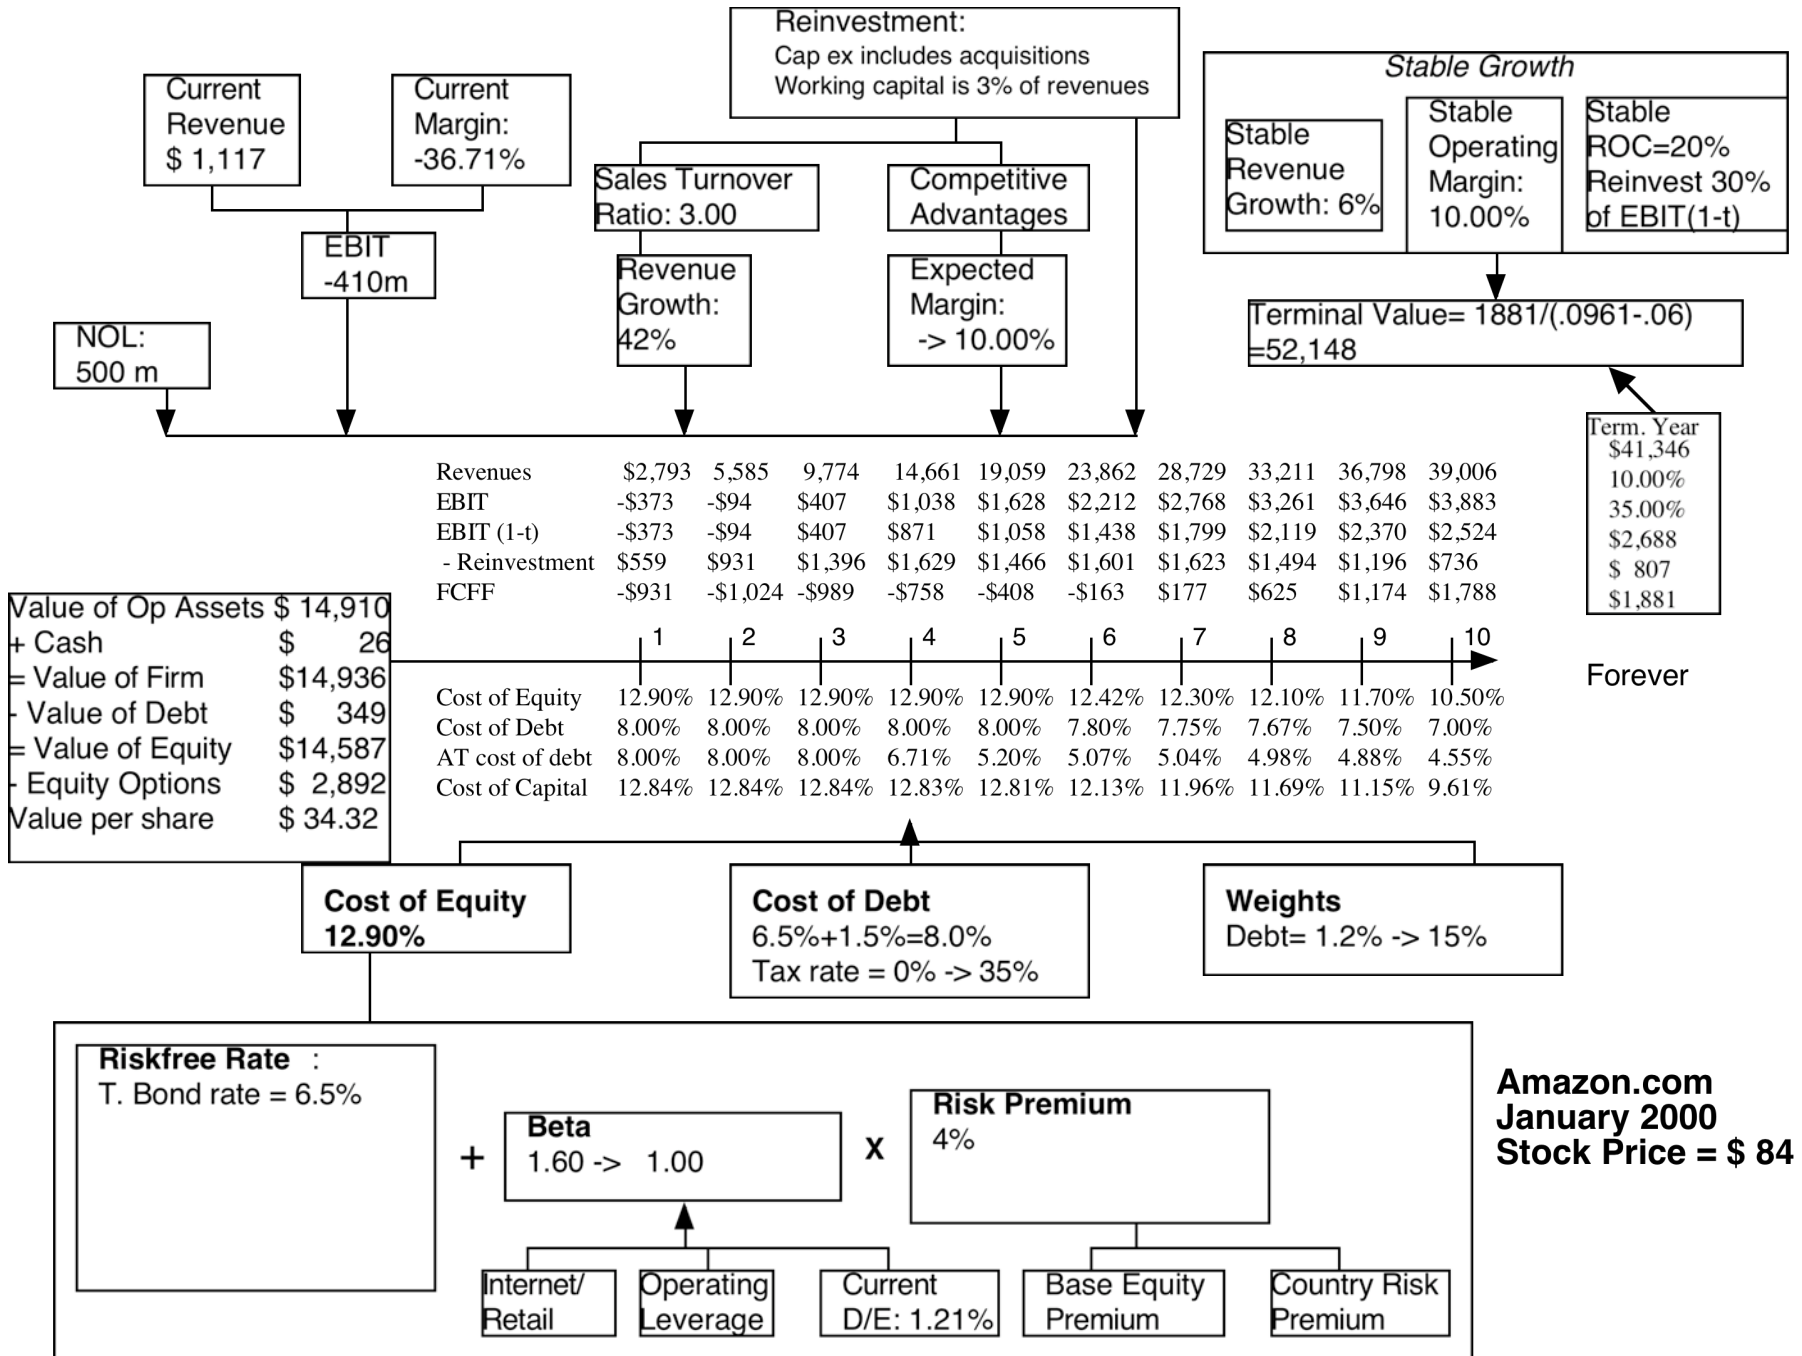 Reinvestment:
Cap ex includes acquisitions
Working capital is 3% of revenues
Current
Revenue
$ 1,117
Current
Margin:
-36.71%
Stable Growth
Stable
Revenue
Growth: 6%
Stable
Operating
Margin:
10.00%
Stable
ROC=20%
Reinvest 30%
of EBIT(1-t)
Sales Turnover
Ratio: 3.00
Competitive
Advantages
EBIT
-410m
Revenue
Growth:
42%
Expected
Margin:
-> 10.00%
NOL:
500 m
Terminal Value= 1881/(.0961-.06)
=52,148
Term. Year
$41,346
10.00%
35.00%
$2,688
$ 807
$1,881
Revenues $2,793 5,585 9,774 14,661 19,059 23,862 28,729 33,211 36,798 39,006
EBIT -$373 -$94 $407 $1,038 $1,628 $2,212 $2,768 $3,261 $3,646 $3,883
EBIT (1-t) -$373 -$94 $407 $871 $1,058 $1,438 $1,799 $2,119 $2,370 $2,524
- Reinvestment $559 $931 $1,396 $1,629 $1,466 $1,601 $1,623 $1,494 $1,196 $736
FCFF -$931 -$1,024 -$989 -$758 -$408 -$163 $177 $625 $1,174 $1,788
1 2 3 4 5 6 7 8 9 10
Forever
Value of Op Assets $ 14,910
+ Cash $ 26
= Value of Firm $14,936
- Value of Debt $ 349
= Value of Equity $14,587
- Equity Options $ 2,892
Value per share $ 34.32
Cost of Equity 12.90% 12.90% 12.90% 12.90% 12.90% 12.42% 12.30% 12.10% 11.70% 10.50%
Cost of Debt 8.00% 8.00% 8.00% 8.00% 8.00% 7.80% 7.75% 7.67% 7.50% 7.00%
AT cost of debt 8.00% 8.00% 8.00% 6.71% 5.20% 5.07% 5.04% 4.98% 4.88% 4.55%
Cost of Capital 12.84% 12.84% 12.84% 12.83% 12.81% 12.13% 11.96% 11.69% 11.15% 9.61%
Cost of Equity
12.90%
Cost of Debt
6.5%+1.5%=8.0%
Tax rate = 0% -> 35%
Weights
Debt= 1.2% -> 15%
Riskfree Rate :
T. Bond rate = 6.5%
+
Beta
1.60 -> 1.00
X
Risk Premium
4%
Internet/
Retail
Operating
Leverage
Current
D/E: 1.21%
Base Equity
Premium
Country Risk
Premium
Amazon.com
January 2000
Stock Price = $ 84